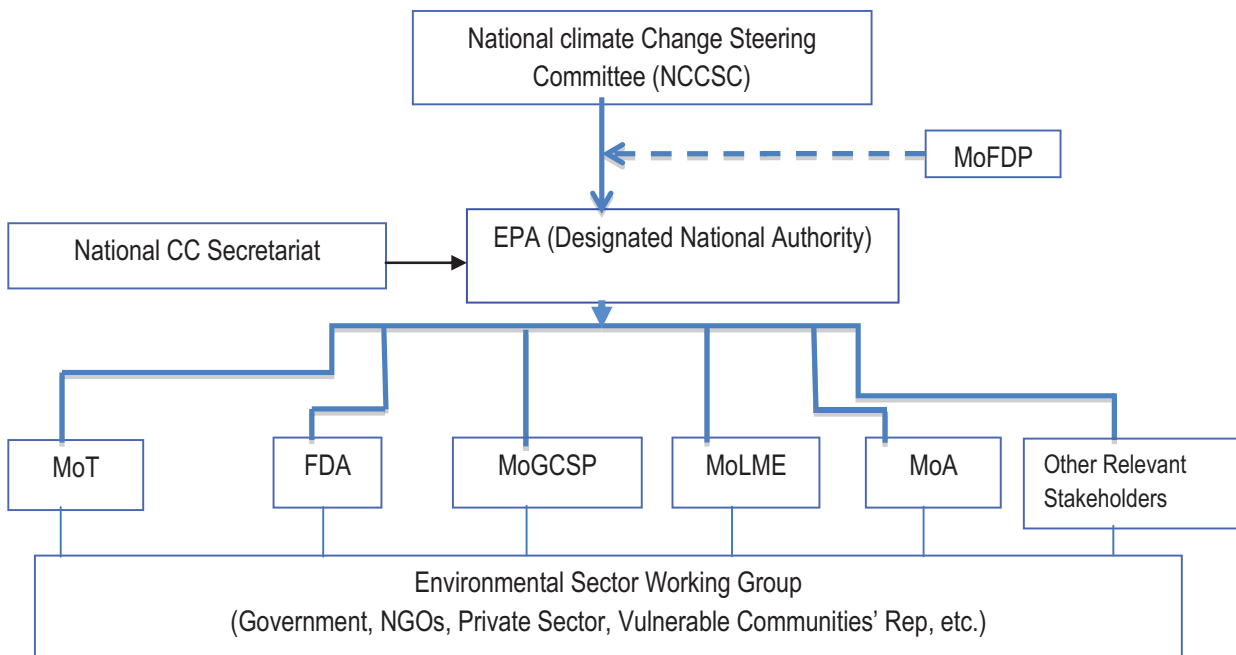 National climate Change Steering
Committee (NCCSC)
MoFDP
EPA (Designated National Authority)
National CC Secretariat
MoT
FDA
MoGCSP
MoLME
MoA
Other Relevant
Stakeholders
Environmental Sector Working Group
(Government, NGOs, Private Sector, Vulnerable Communities’ Rep, etc.)